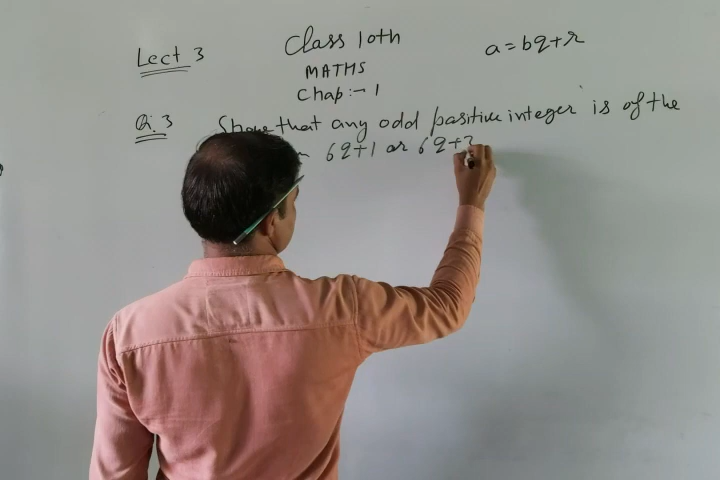 Lect 3
Class 10th
a=bq+r
MATHS
Chap:- 1
Q.3 Show that any odd positive integer is of the
6q+1 or 6q+3